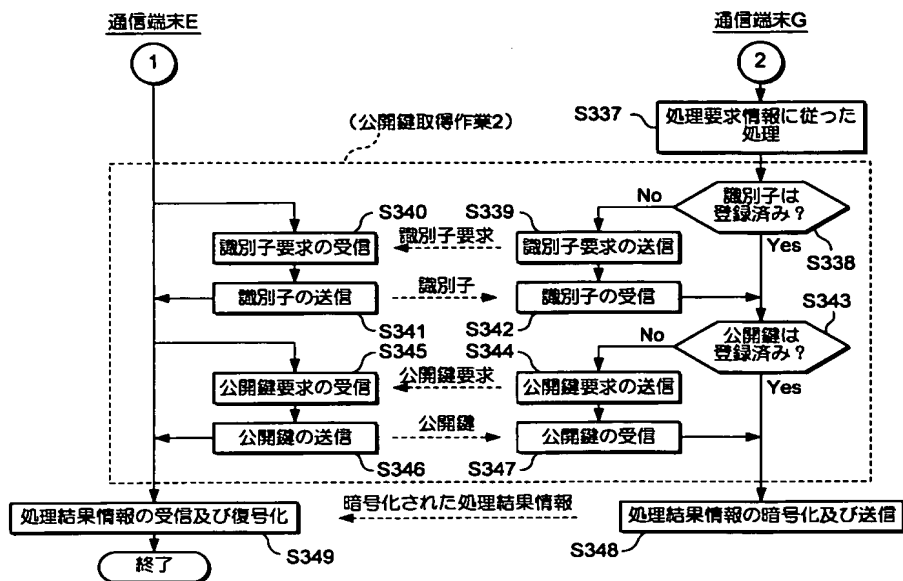 通信端末E
通信端末G
1
2
S337
処理要求情報に従った
処理
(公開鍵取得作業2)
識別子は
登録済み?
No
Yes
S338
S340
S339
識別子要求の受信
識別子要求
識別子要求の送信
識別子の送信
識別子
識別子の受信
S341
S342
S343
公開鍵は
登録済み?
No
Yes
S345
S344
公開鍵要求の受信
公開鍵要求
公開鍵要求の送信
公開鍵の送信
公開鍵
公開鍵の受信
S346
S347
処理結果情報の受信及び復号化
暗号化された処理結果情報
処理結果情報の暗号化及び送信
S349
S348
終了